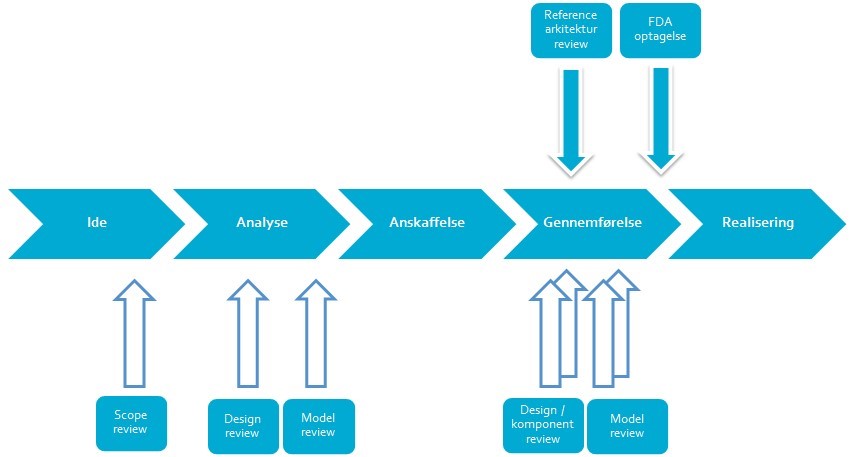 Reference
arkitektur
review
FDA
optagelse
Ide
Analyse
Anskaffelse
Gennemførelse
Realisering
Scope
review
Design
review
Model
review
Design /
komponent
review
Model
review